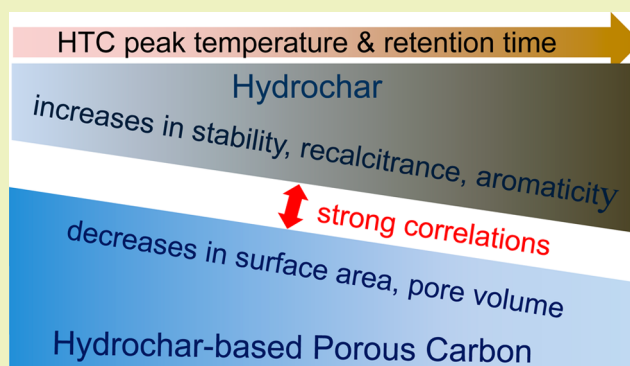 HTC peak temperature & retention time
Hydrochar
increases in stability, recalcitrance, aromaticity
strong correlations
decreases in surface area, pore volume
Hydrochar-based Porous Carbon